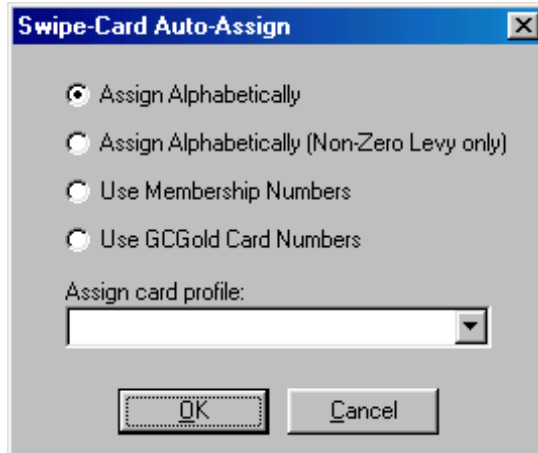 Swipe-Card Auto-Assign
Assign Alphabetically
Assign Alphabetically (Non-Zero Levy only)
Use Membership Numbers
Use GCGold Card Numbers
Assign card profile:
OK Cancel